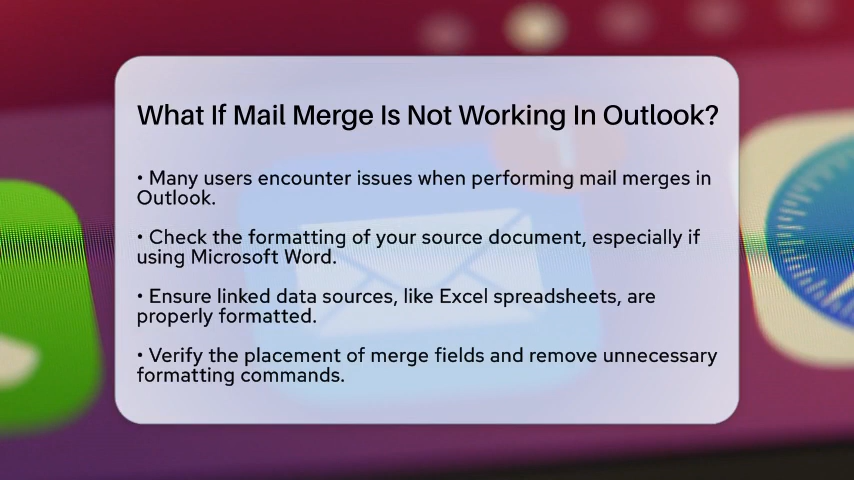 What If Mail Merge Is Not Working In Outlook?
• Many users encounter issues when performing mail merges in
Outlook.
• Check the formatting of your source document, especially if
using Microsoft Word.
• Ensure linked data sources, like Excel spreadsheets, are
properly formatted.
• Verify the placement of merge fields and remove unnecessary
formatting commands.